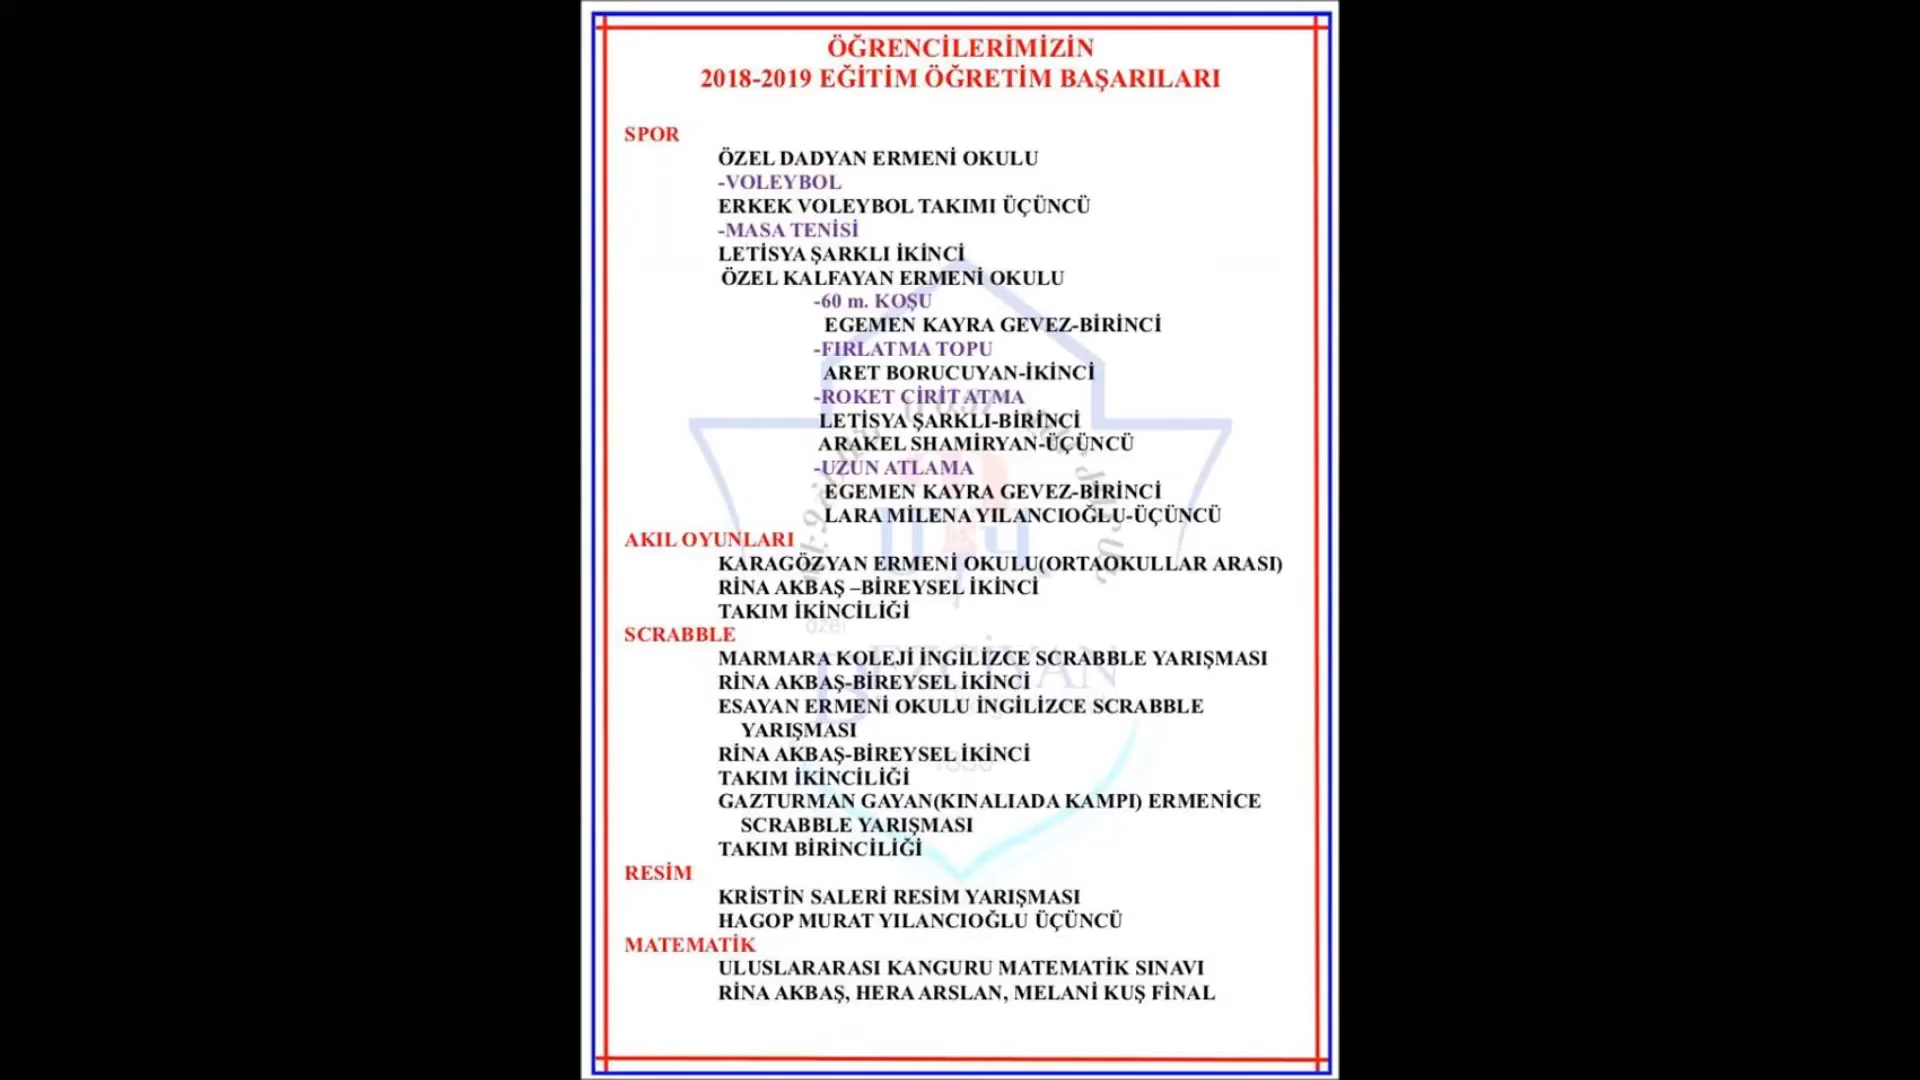 ÖĞRENCİLERİMİZİN
2018-2019 EĞİTİM ÖĞRETİM BAŞARILARI
SPOR
ÖZEL DADYAN ERMENİ OKULU
-VOLEYBOL
ERKEK VOLEYBOL TAKIMI ÜÇÜNCÜ
-MASA TENİSİ
LETİSYA ŞARKLI İKİNCİ
ÖZEL KALFAYAN ERMENİ OKULU
-60 m. KOŞU
EGEMEN KAYRA GEVEZ-BİRİNCİ
-FIRLATMA TOPU
ARET BORUCUYAN-İKİNCİ
-ROKET CİRİT ATMA
LETİSYA ŞARKLI-BİRİNCİ
ARAKEL SHAMİRYAN-ÜÇÜNCÜ
-UZUN ATLAMA
EGEMEN KAYRA GEVEZ-BİRİNCİ
LARA MİLENA YILANCIOĞLU-ÜÇÜNCÜ
AKIL OYUNLARI
KARAGÖZYAN ERMENİ OKULU(ORTAOKULLAR ARASI)
RİNA AKBAŞ –BİREYSEL İKİNCİ
TAKIM İKİNCİLİĞİ
özel
SCRABBLE
MARMARA KOLEJİ İNGİLİZCE SCRABBLE YARIŞMASI
BEZCİYAN
RİNA AKBAŞ-BİREYSEL İKİNCİ
ESAYAN ERMENİ OKULU İNGİLİZCE SCRABBLE
YARIŞMASI
RİNA AKBAŞ-BİREYSEL İKİNCİ
TAKIM İKİNCİLİĞİ
GAZTURMAN GAYAN(KINALIADA KAMPI) ERMENİCE
SCRABBLE YARIŞMASI
TAKIM BİRİNCİLİĞİ
RESİM
KRİSTİN SALERİ RESİM YARIŞMASI
HAGOP MURAT YILANCIOĞLU ÜÇÜNCÜ
MATEMATİK
ULUSLARARASI KANGURU MATEMATİK SINAVI
RİNA AKBAŞ, HERA ARSLAN, MELANİ KUŞ FİNAL